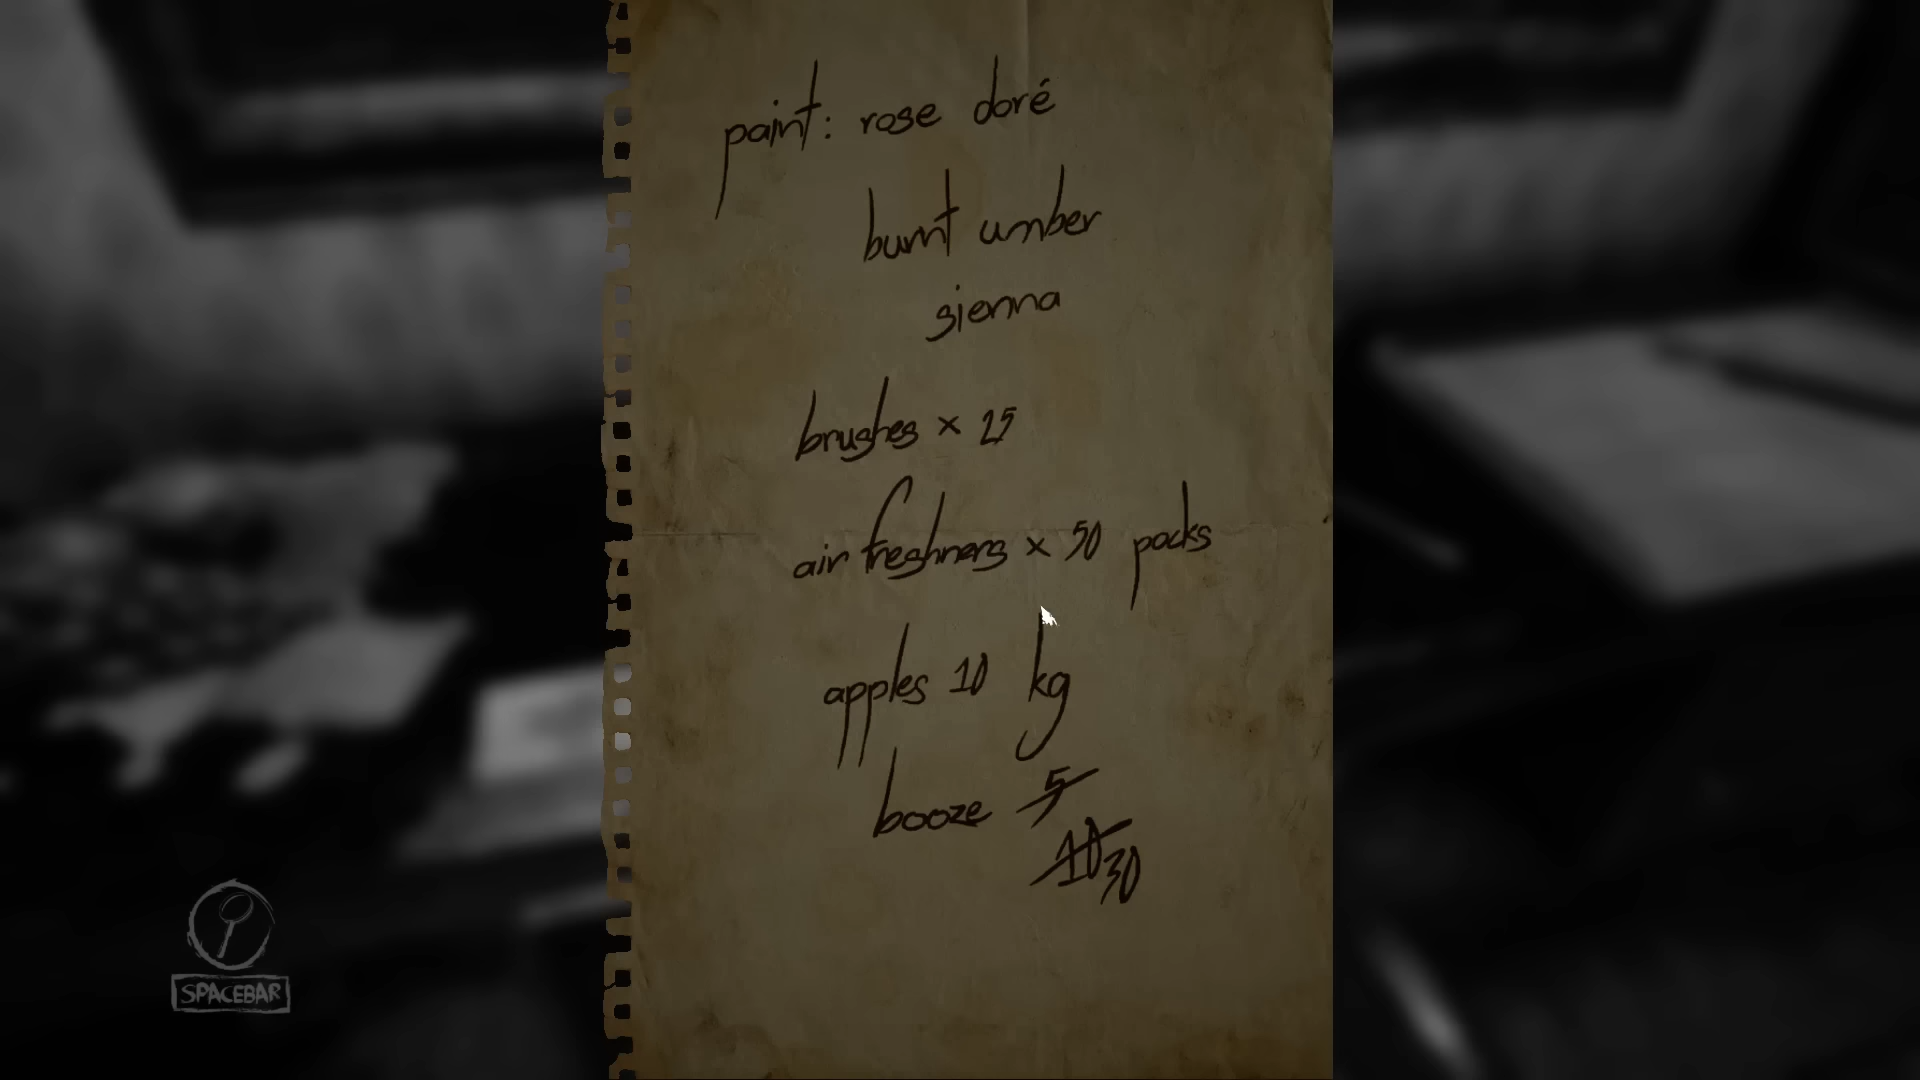 paint: rose doré
burnt umber
sienna
brushes × 25
air freshners × 50 packs
apples 10 kg
booze 5
10 30
SPACEBAR